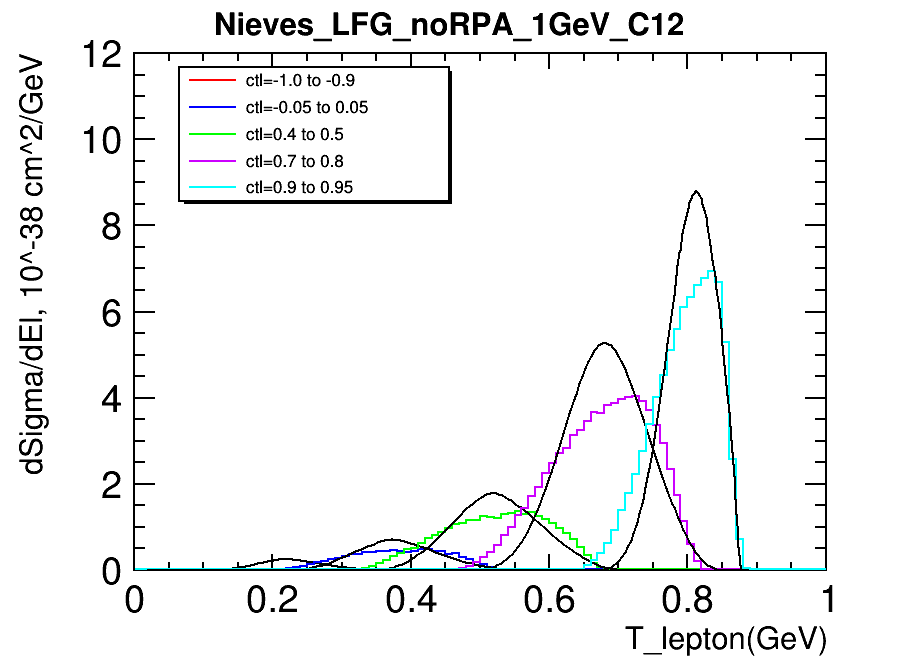 Nieves_LFG_noRPA_1GeV_C12
dSigma/dEl, 10^-38 cm^2/GeV
12
10
8
6
4
2
0
ctl=-1.0 to -0.9
ctl=-0.05 to 0.05
ctl=0.4 to 0.5
ctl=0.7 to 0.8
ctl=0.9 to 0.95
0 0.2 0.4 0.6 0.8 1
T_lepton(GeV)